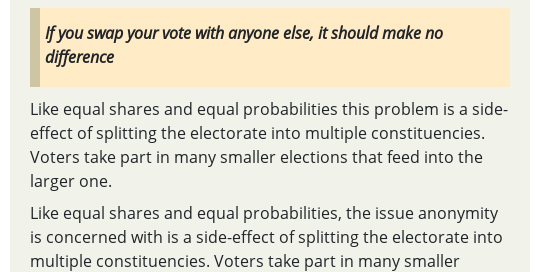 If you swap your vote with anyone else, it should make no
difference
Like equal shares and equal probabilities this problem is a side-
effect of splitting the electorate into multiple constituencies.
Voters take part in many smaller elections that feed into the
larger one.
Like equal shares and equal probabilities, the issue anonymity
is concerned with is a side-effect of splitting the electorate into
multiple constituencies. Voters take part in many smaller